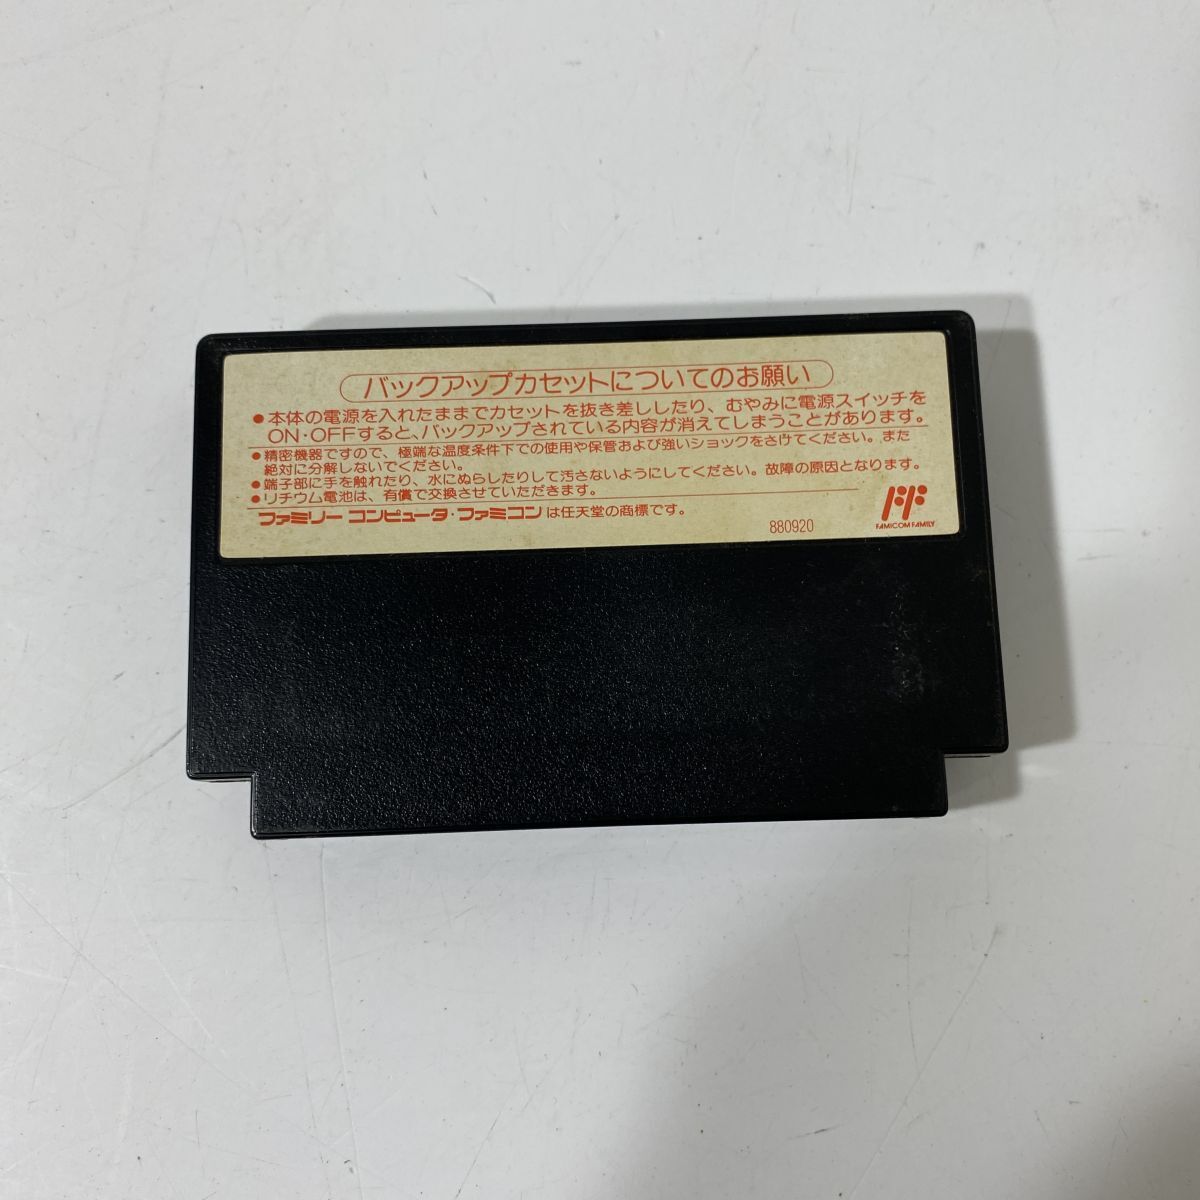 バックアップカセットについてのお願い
●本体の電源を入れたままでカセットを抜き差ししたり、むやみに電源スイッチを
ON・OFFすると、バックアップされている内容が消えてしまうことがあります。
●精密機器ですので、極端な温度条件下での使用や保管および強いショックをさけてください。また
絶対に分解しないでください。
●端子部に手を触れたり、水にぬらしたりして汚さないようにしてください。故障の原因となります。
●リチウム電池は、有償で交換させていただきます。
ファミリー コンピュータ・ファミコンは任天堂の商標です。
880920
FAMICOM FAMILY